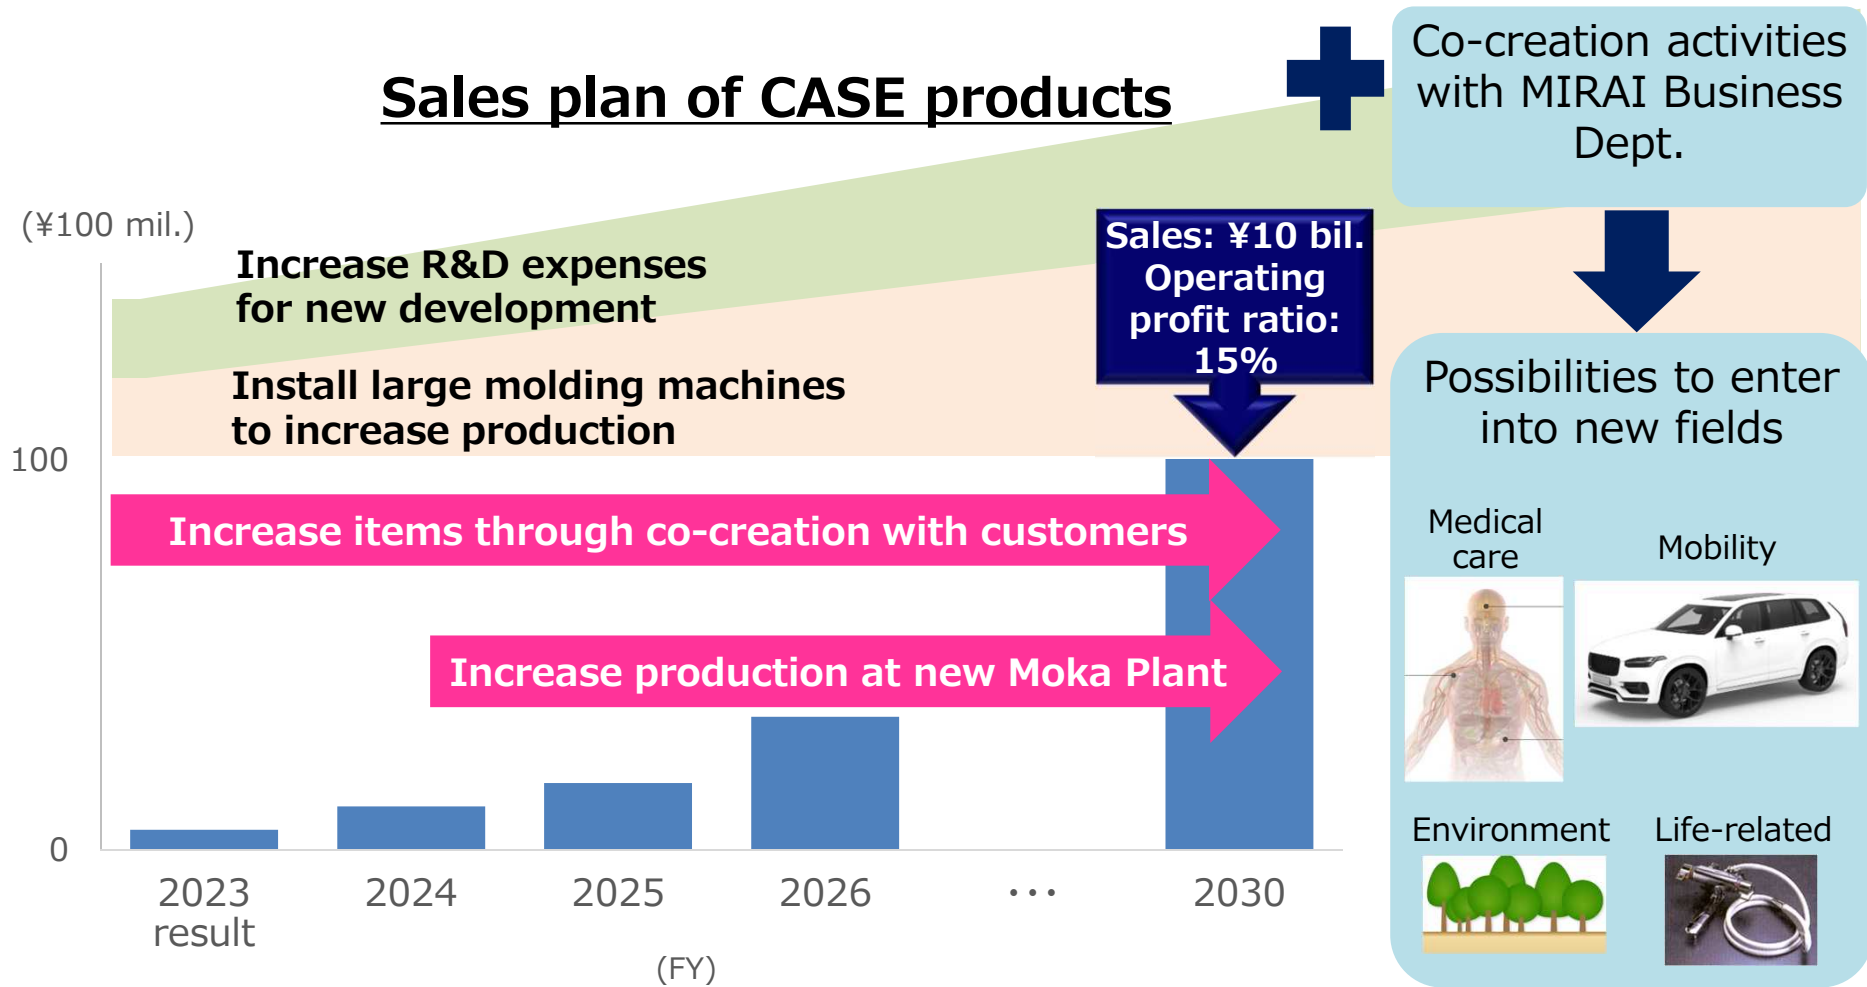 Sales plan of CASE products
Co-creation activities
with MIRAI Business
Dept.
(¥100 mil.)
Increase R&D expenses
for new development
Install large molding machines
to increase production
Sales: ¥10 bil.
Operating
profit ratio:
15%
Possibilities to enter
into new fields
100
Increase items through co-creation with customers
Increase production at new Moka Plant
0
2023
result
2024
2025
2026
···
2030
(FY)
Medical
care
Mobility
Environment
Life-related